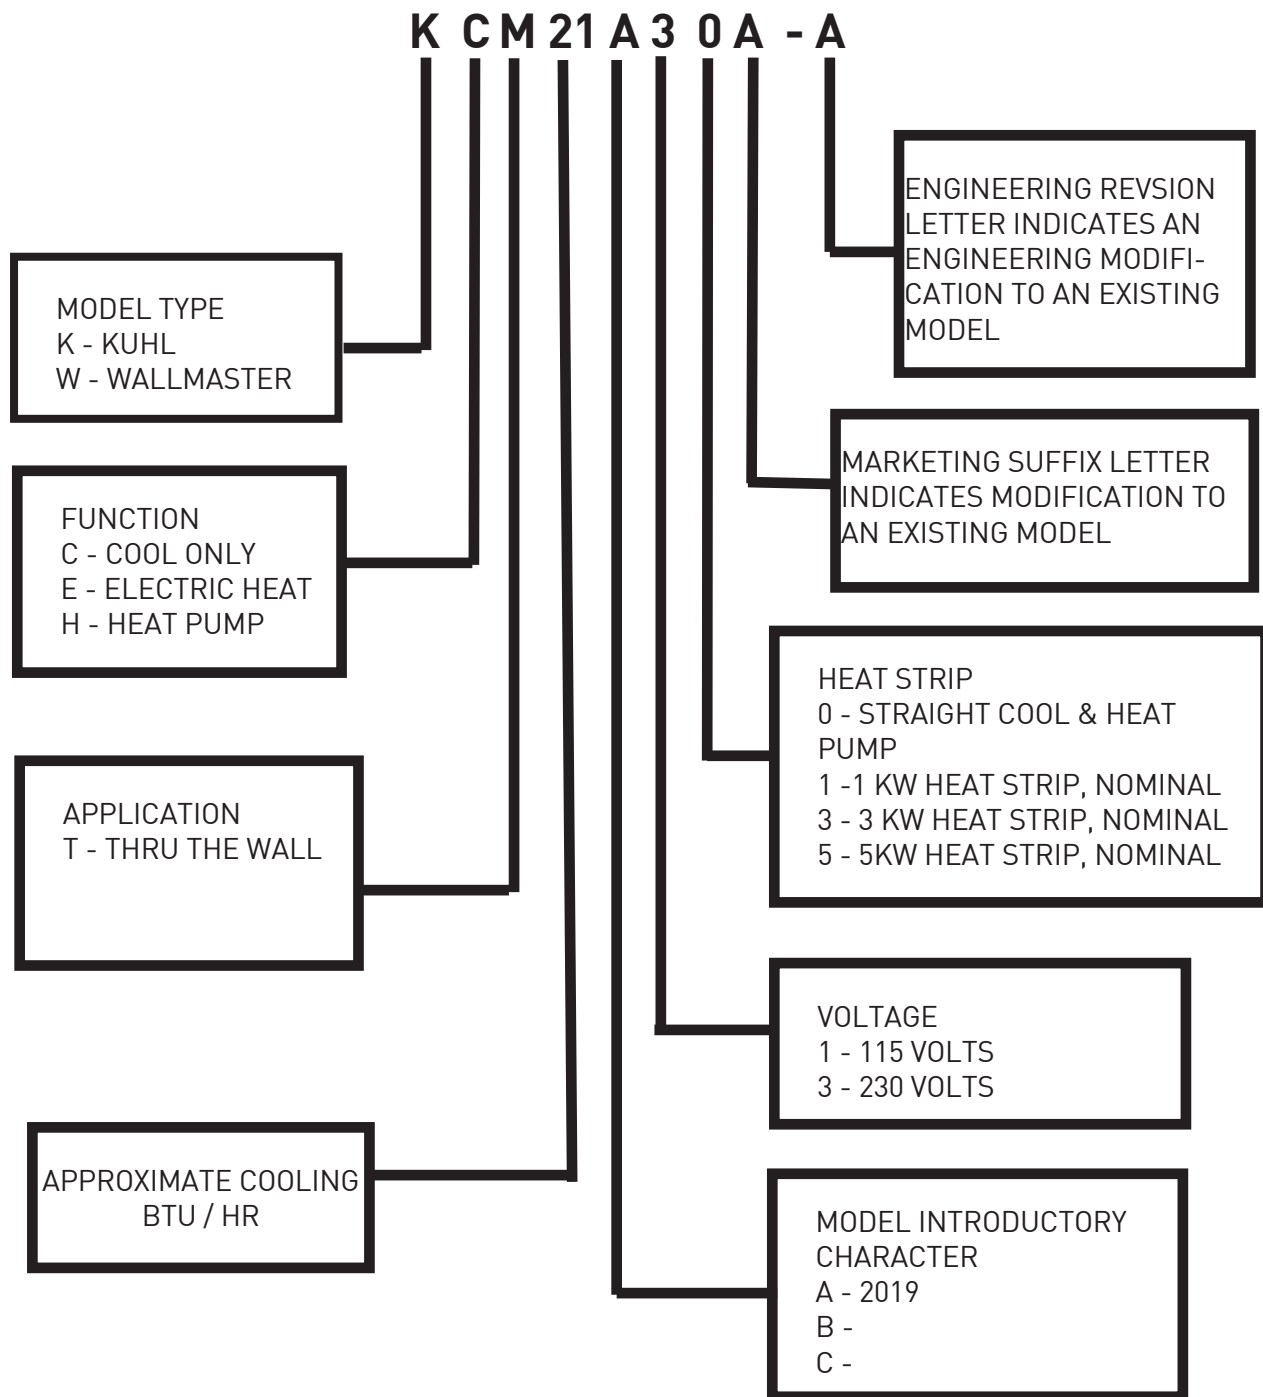 K C M 21 A 3 0 A - A
MODEL TYPE
K - KUHL
W - WALLMASTER
FUNCTION
C - COOL ONLY
E - ELECTRIC HEAT
H - HEAT PUMP
APPLICATION
T - THRU THE WALL
APPROXIMATE COOLING
BTU / HR
ENGINEERING REVSION
LETTER INDICATES AN
ENGINEERING MODIFI-
CATION TO AN EXISTING
MODEL
MARKETING SUFFIX LETTER
INDICATES MODIFICATION TO
AN EXISTING MODEL
HEAT STRIP
0 - STRAIGHT COOL & HEAT
PUMP
1 -1 KW HEAT STRIP, NOMINAL
3 - 3 KW HEAT STRIP, NOMINAL
5 - 5KW HEAT STRIP, NOMINAL
VOLTAGE
1 - 115 VOLTS
3 - 230 VOLTS
MODEL INTRODUCTORY
CHARACTER
A - 2019
B -
C -